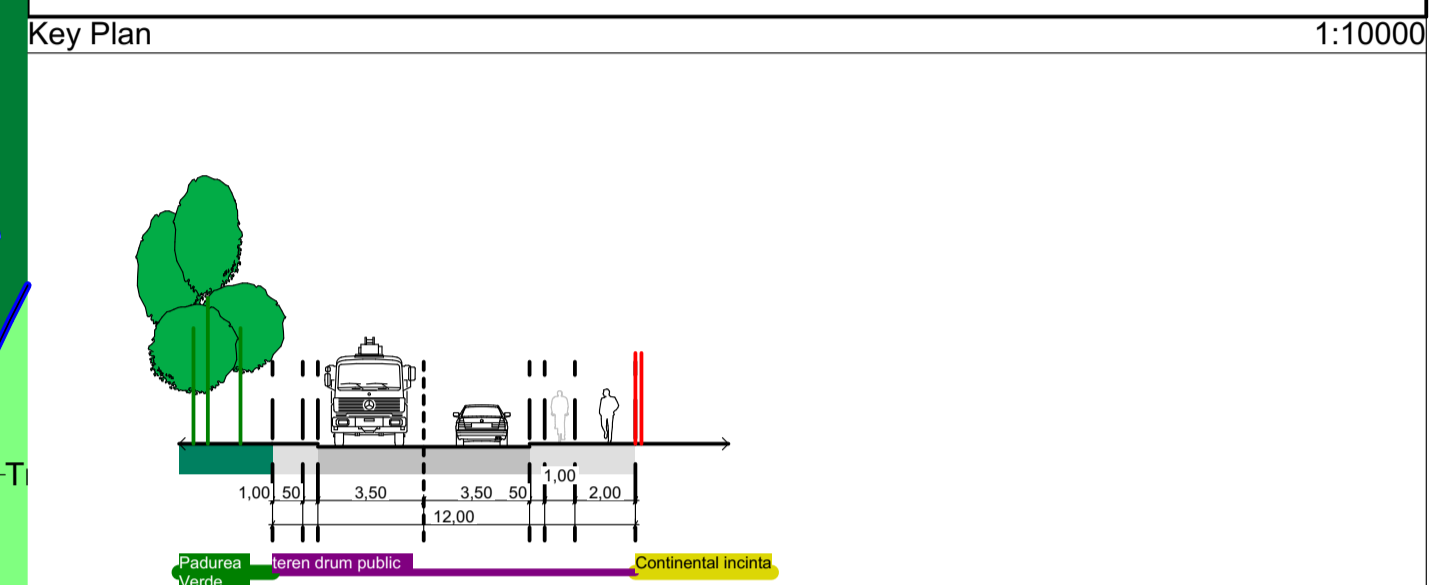 Key Plan 1:10000
1,00
1,00 50 3,50 3,50 50 2,00
12,00
Padurea teren drum public Continental incinta
Verde